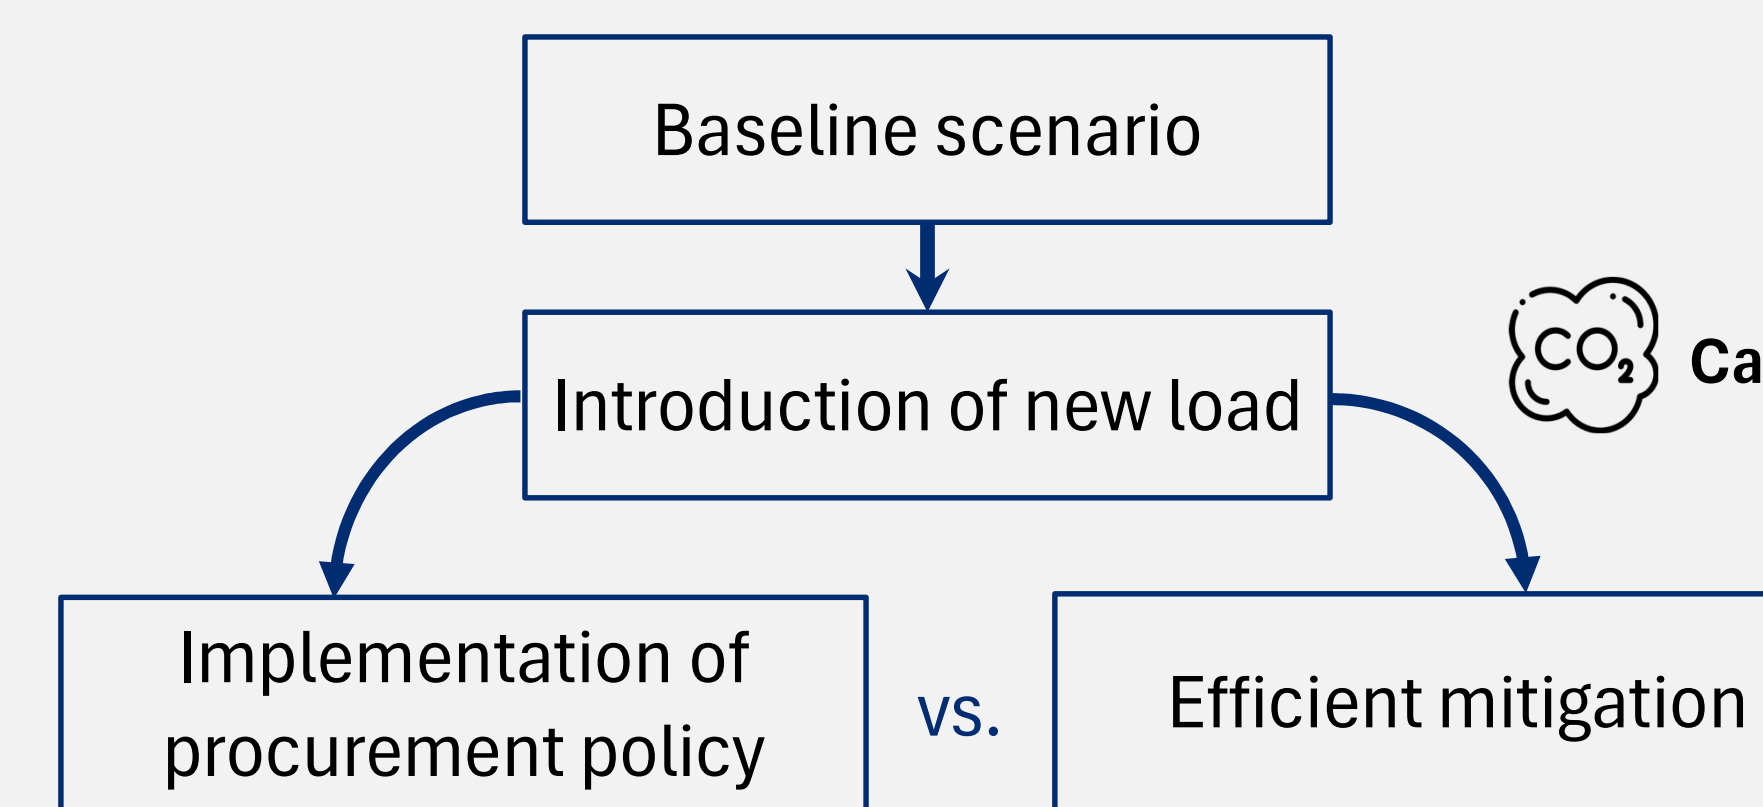 Baseline scenario
Introduction of new load
CO₂
Implementation of
procurement policy
vs.
Efficient mitigation